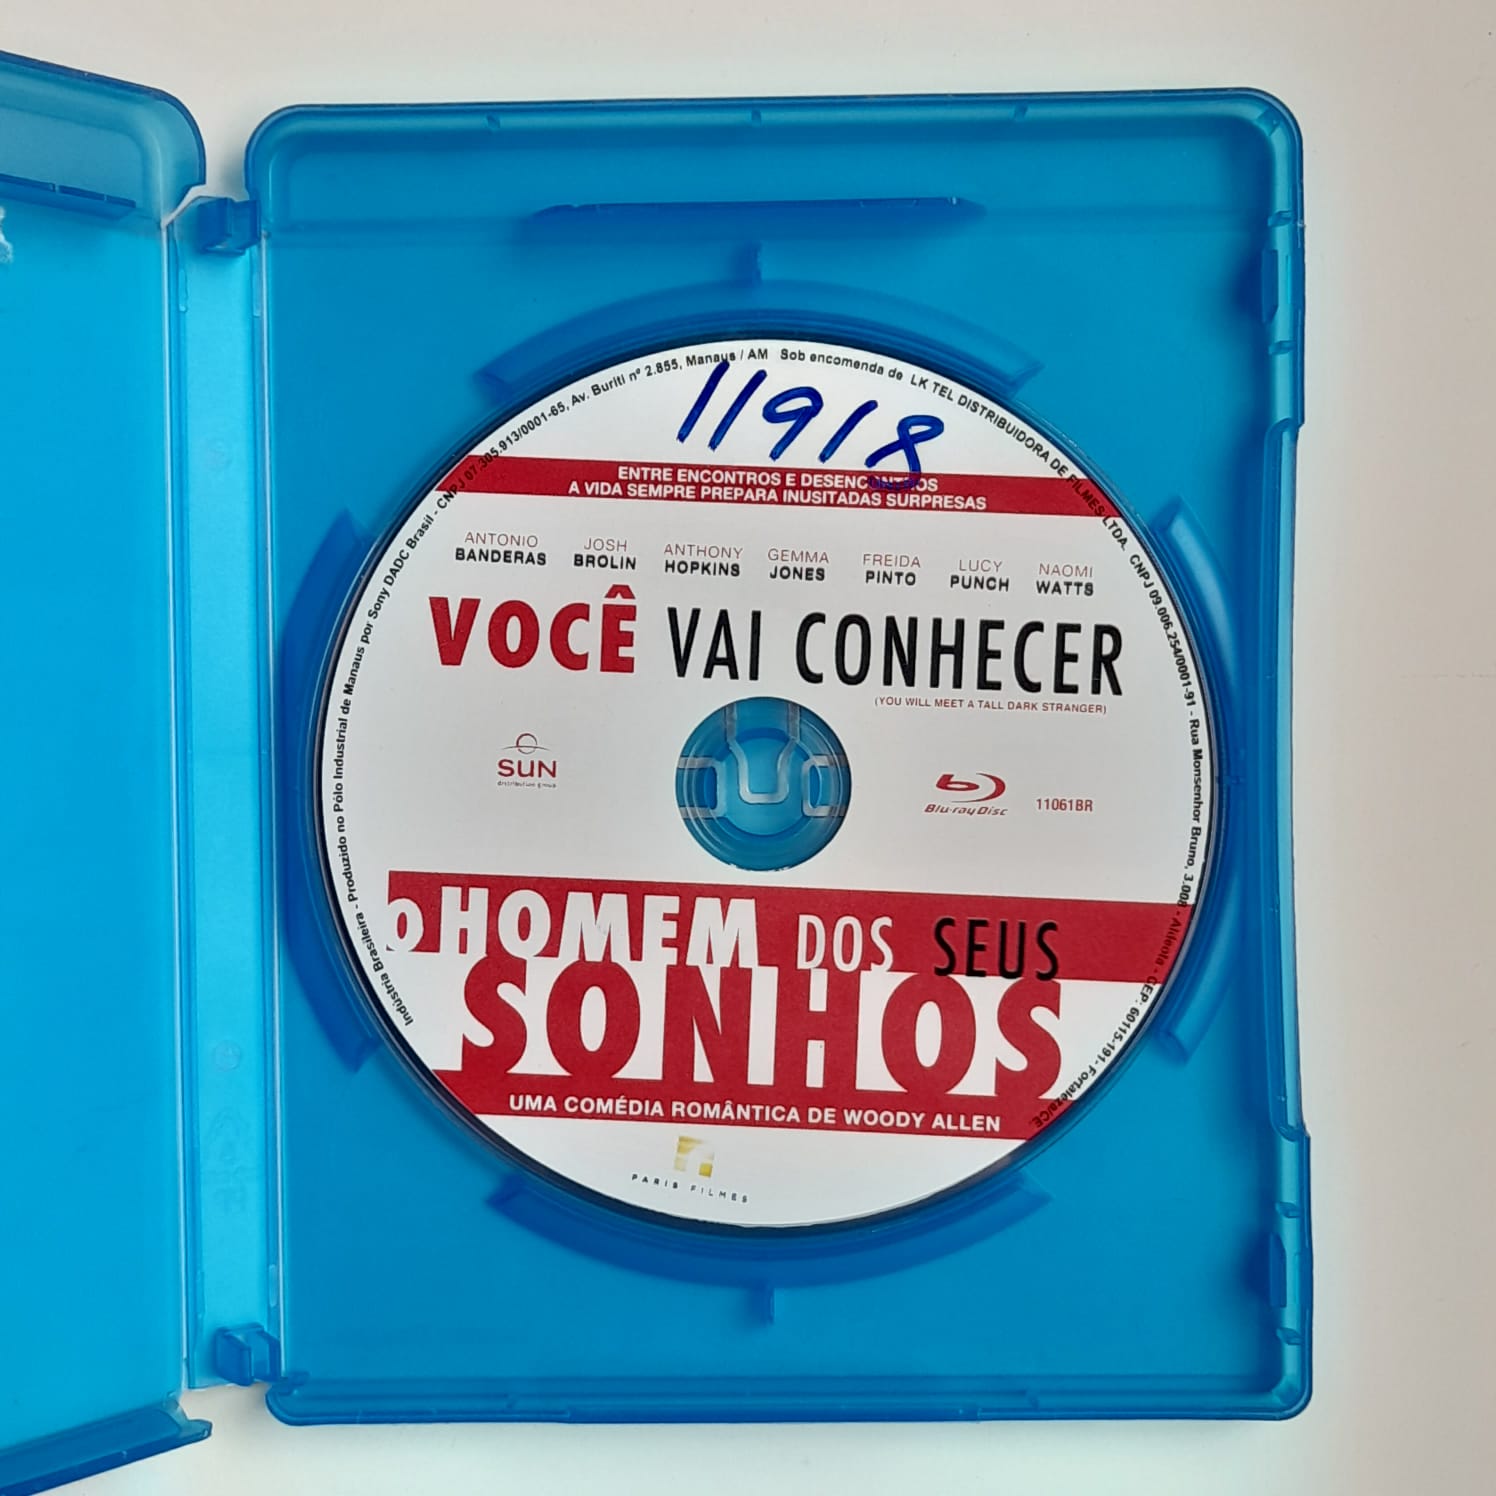 Indústria Brasileira - Produzido no Pólo Industrial de Manaus por Sony DADC Brasil - CNPJ 07.305.913/0001-65, Av. Buriti nº 2.855, Manaus / AM Sob encomenda de LK TEL DISTRIBUIDORA DE FILMES LTDA. CNPJ 09.006.254/0001-91 - Rua Monsenhor Bruno, 3.008 - Aldeota - CEP: 60115-191- Fortaleza/CE.
11918
ENTRE ENCONTROS E DESENCONTROS
A VIDA SEMPRE PREPARA INUSITADAS SURPRESAS
ANTONIO BANDERAS JOSH BROLIN ANTHONY HOPKINS GEMMA JONES FREIDA PINTO LUCY PUNCH NAOMI WATTS
VOCÊ VAI CONHECER
(YOU WILL MEET A TALL DARK STRANGER)
SUN
distribution group
Blu-ray Disc 11061BR
O HOMEM DOS SEUS
SONHOS
UMA COMÉDIA ROMÂNTICA DE WOODY ALLEN
PARIS FILMES